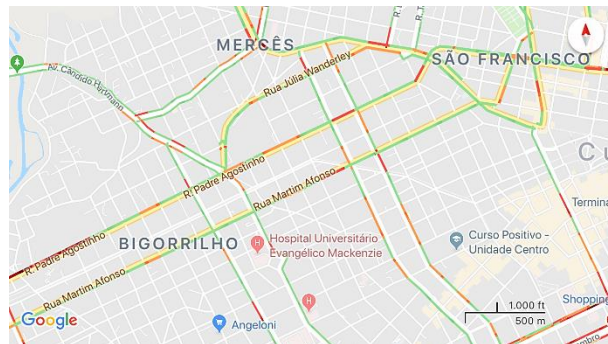 MERCÊS
SÃO FRANCISCO
Av. Cândido Hartmann
Rua Júlia Wanderley
R. Padre Agostinho
Rua Martim Afonso
BIGORRILHO
R. Padre Agostinho
Rua Martim Afonso
Hospital Universitário
Evangélico Mackenzie
Curso Positivo -
Unidade Centro
Termina
Shopping
Angeloni
Google
1.000 ft
500 m